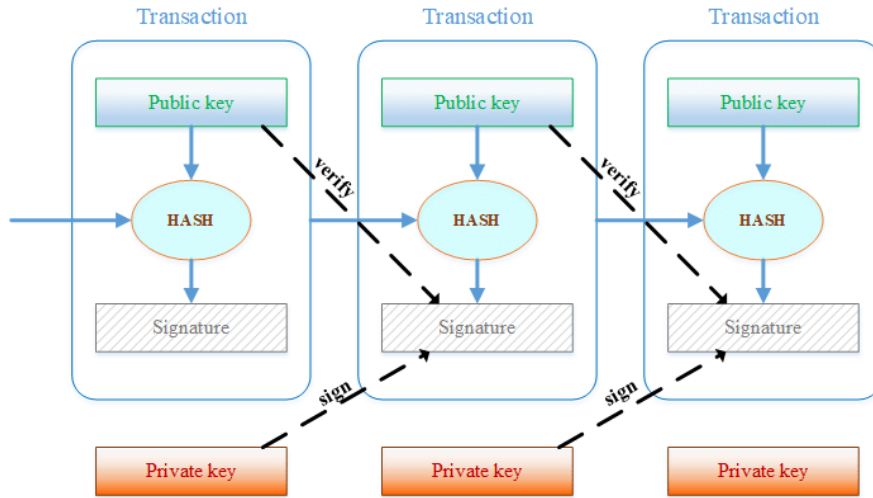 Transaction Transaction Transaction
Public key Public key Public key
verify verify
HASH HASH HASH
Signature Signature Signature
sign sign
Private key Private key Private key